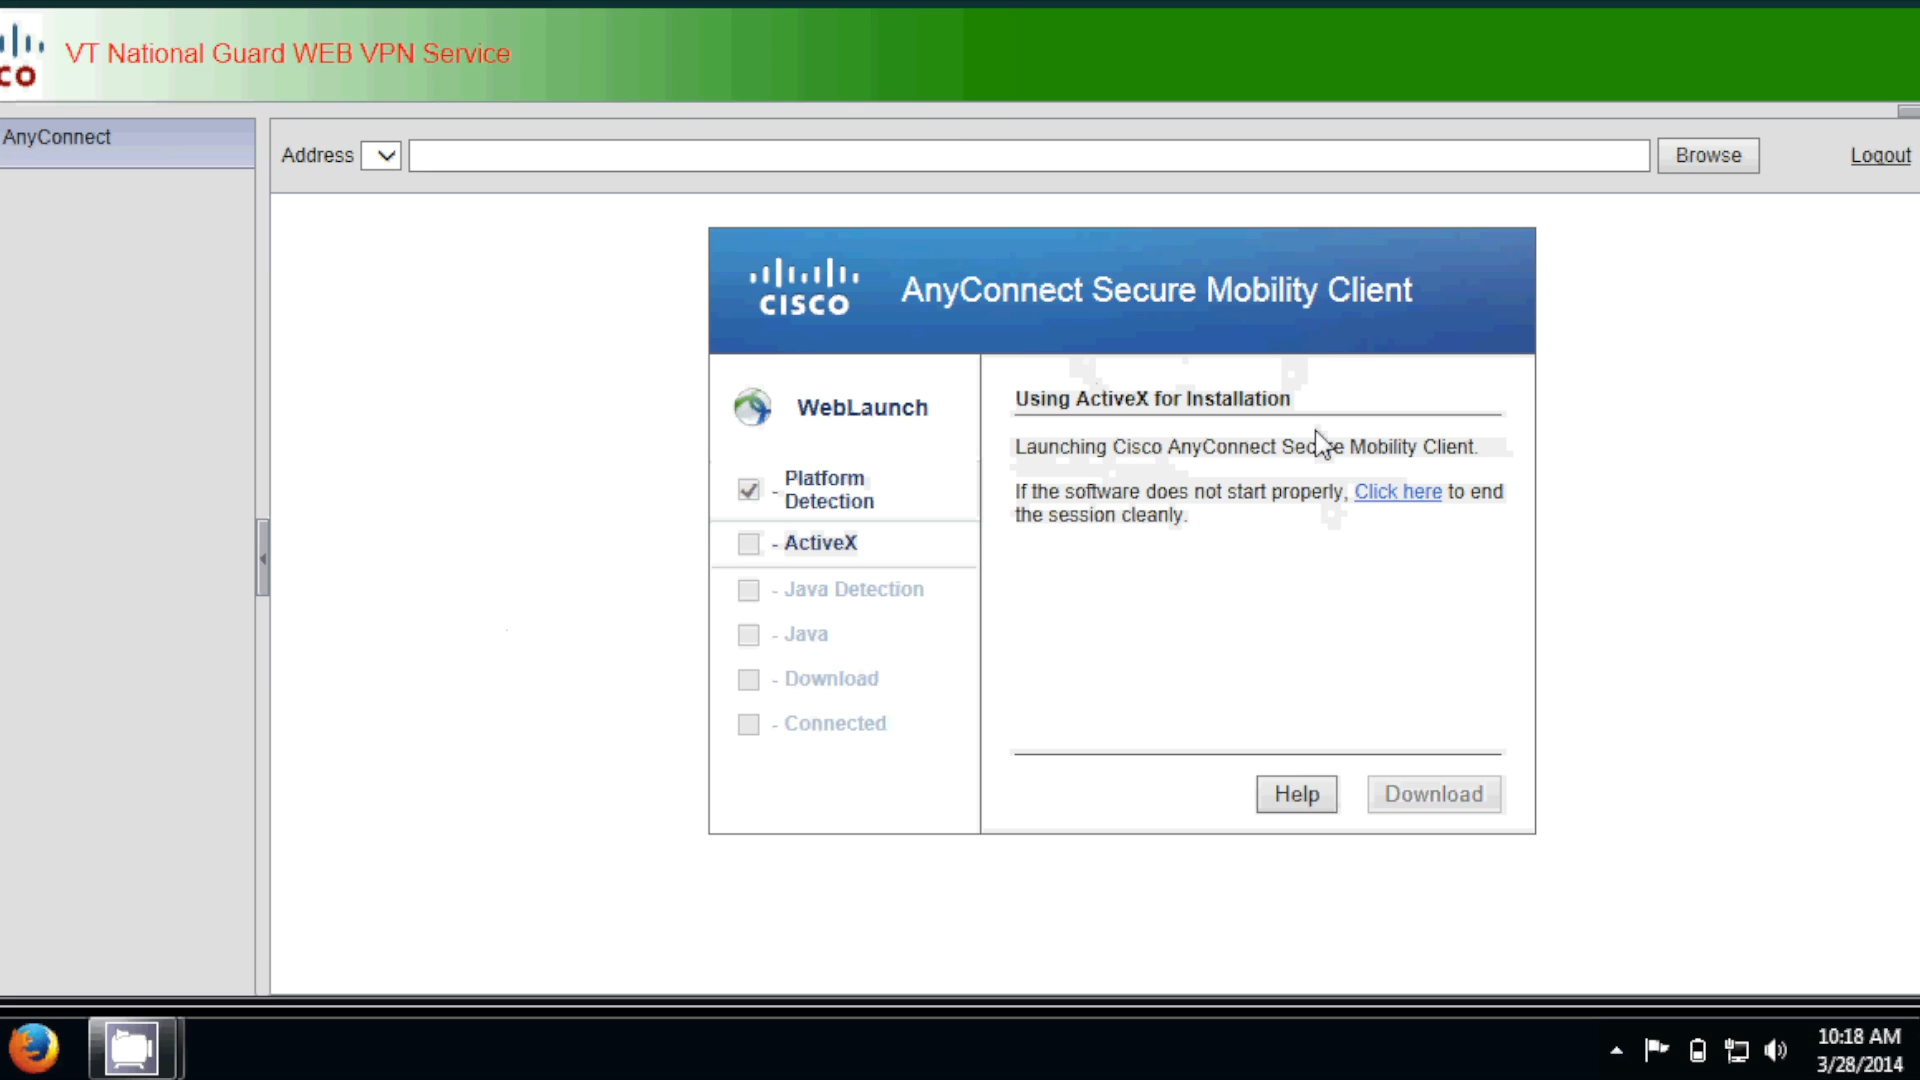 VT National Guard WEB VPN Service
co
AnyConnect
Address
Browse
Logout
CISCO
AnyConnect Secure Mobility Client
WebLaunch
Platform
Detection
- ActiveX
- Java Detection
- Java
- Download
- Connected
Using ActiveX for Installation
Launching Cisco AnyConnect Secure Mobility Client.
If the software does not start properly, Click here to end
the session cleanly.
Help
Download
10:18 AM
3/28/2014